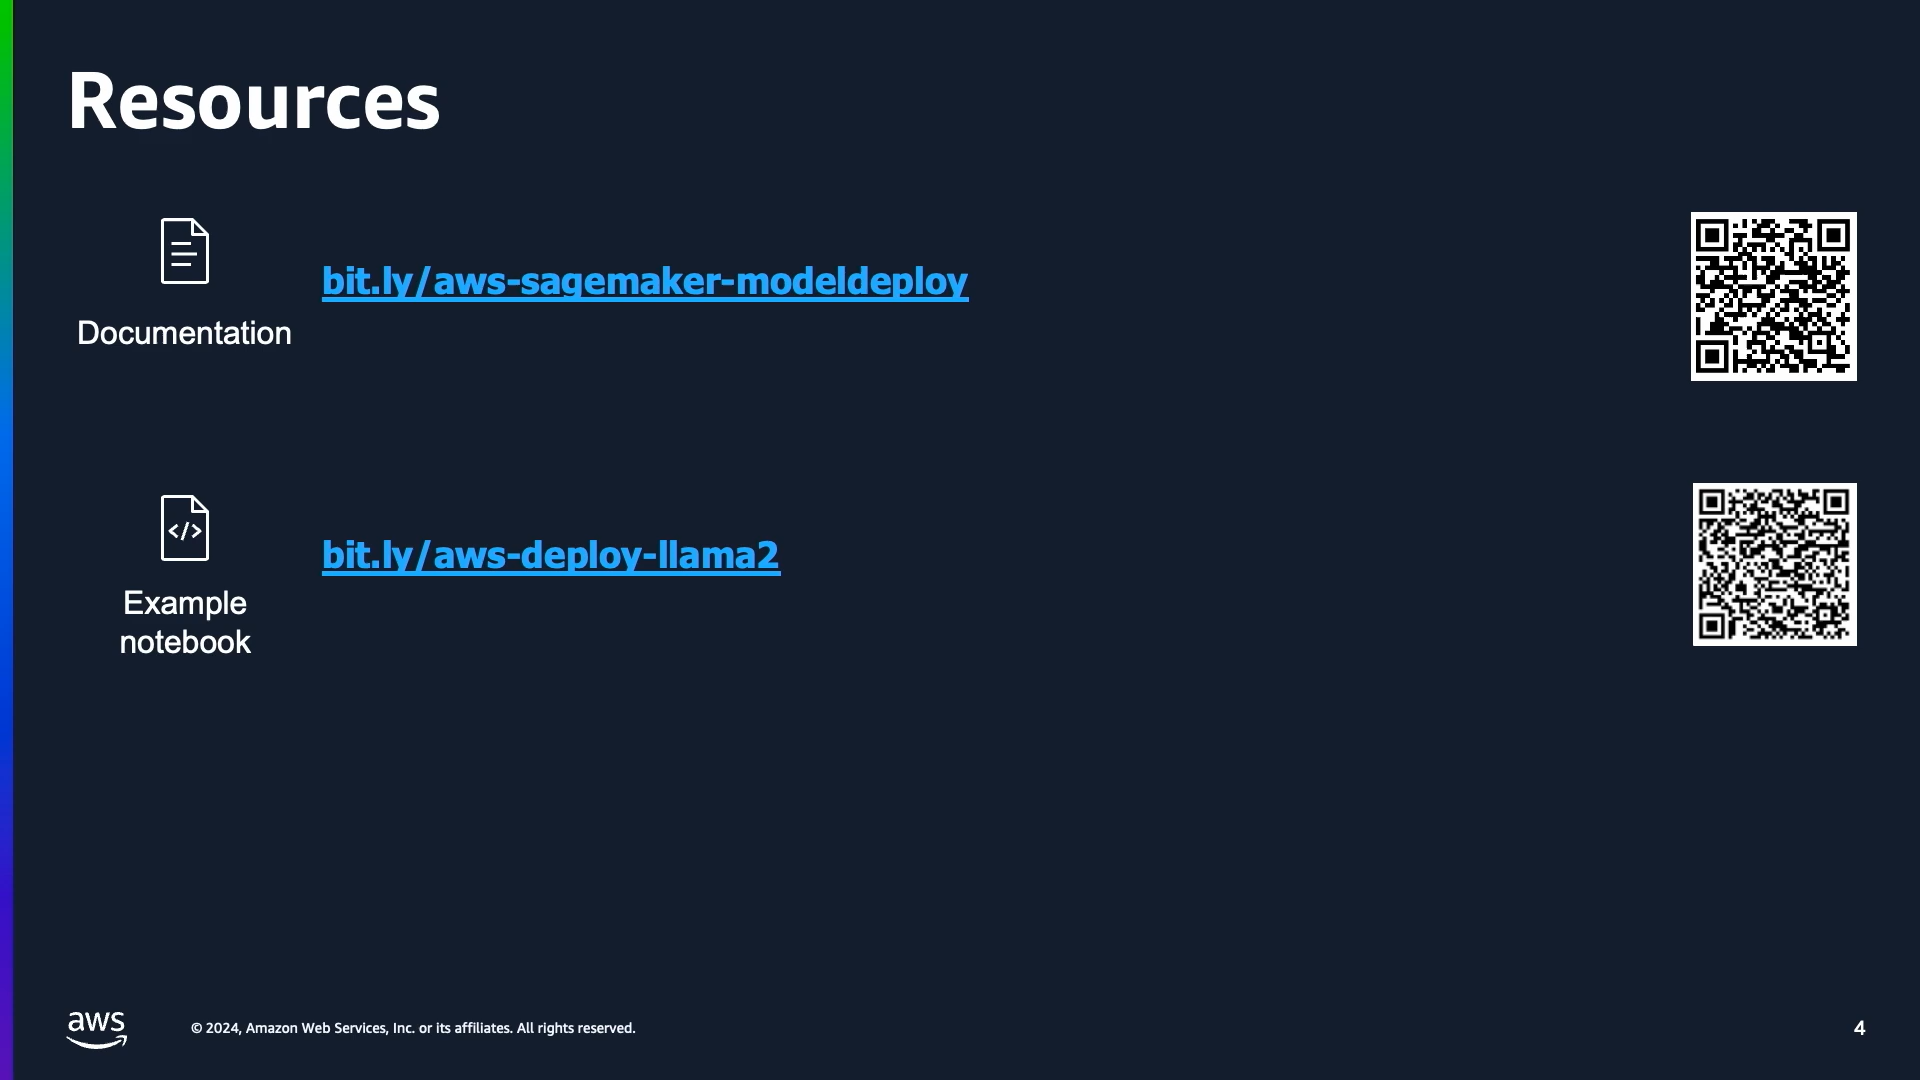 Resources
Documentation
bit.ly/aws-sagemaker-modeldeploy
</>
Example
notebook
bit.ly/aws-deploy-llama2
aws
© 2024, Amazon Web Services, Inc. or its affiliates. All rights reserved.
4